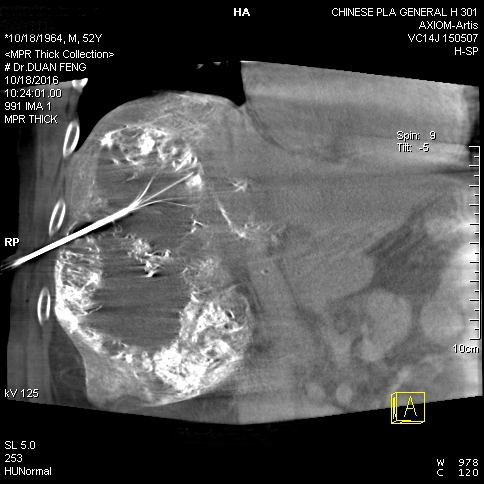 HA
CHINESE PLA GENERAL H 301
AXIOM-Artis
VC14J 150507
H-SP
*10/18/1964, M, 52Y
<MPR Thick Collection>
# Dr.DUAN FENG
10/18/2016
10:24:01.00
991 IMA 1
MPR THICK
Spin: 9
Tilt: -5
RP
10cm
kV 125
A
SL 5.0
253
HUNormal
W 978
C 120